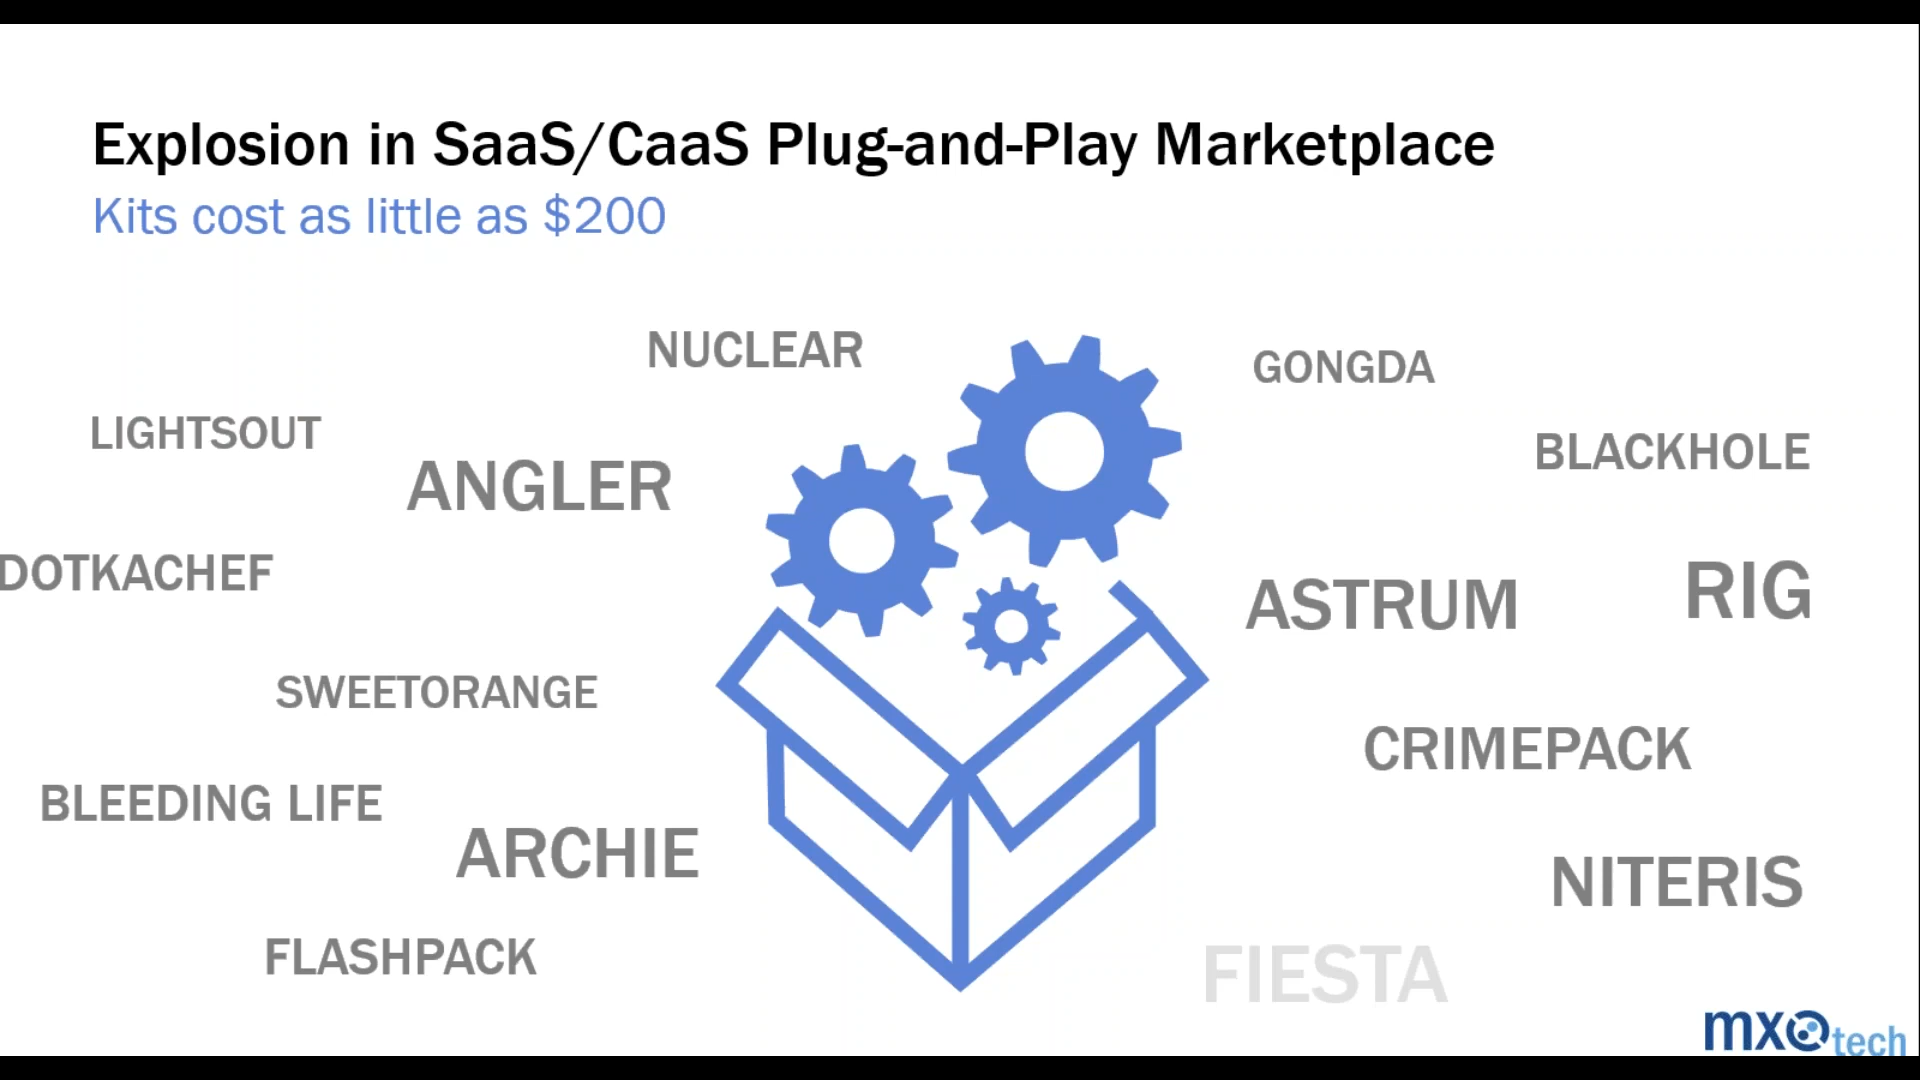 Explosion in SaaS/CaaS Plug-and-Play Marketplace
Kits cost as little as $200
NUCLEAR
GONGDA
LIGHTSOUT
BLACKHOLE
ANGLER
DOTKACHEF
ASTRUM
RIG
SWEETORANGE
CRIMEPACK
BLEEDING LIFE
ARCHIE
NITERIS
FLASHPACK
FIESTA
mxotech